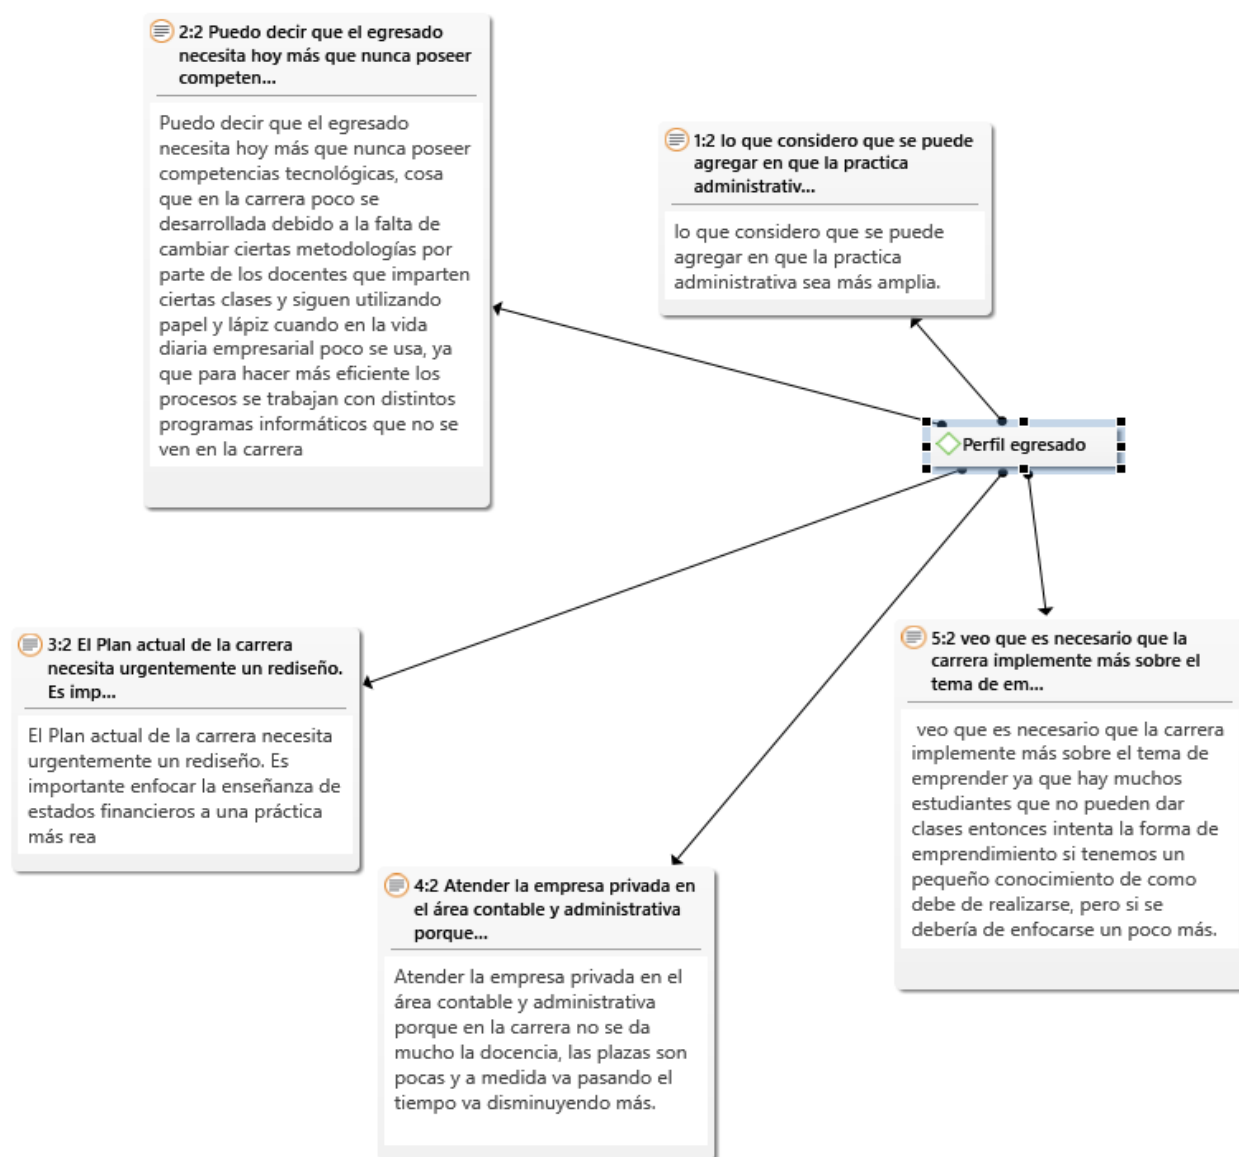 2:2 Puedo decir que el egresado
necesita hoy más que nunca poseer
competen...
Puedo decir que el egresado
necesita hoy más que nunca poseer
competencias tecnológicas, cosa
que en la carrera poco se
desarrollada debido a la falta de
cambiar ciertas metodologías por
parte de los docentes que imparten
ciertas clases y siguen utilizando
papel y lápiz cuando en la vida
diaria empresarial poco se usa, ya
que para hacer más eficiente los
procesos se trabajan con distintos
programas informáticos que no se
ven en la carrera
1:2 lo que considero que se puede
agregar en que la practica
administrativ...
lo que considero que se puede
agregar en que la practica
administrativa sea más amplia.
Perfil egresado
3:2 El Plan actual de la carrera
necesita urgentemente un rediseño.
Es imp...
El Plan actual de la carrera necesita
urgentemente un rediseño. Es
importante enfocar la enseñanza de
estados financieros a una práctica
más rea
5:2 veo que es necesario que la
carrera implemente más sobre el
tema de em...
veo que es necesario que la carrera
implemente más sobre el tema de
emprender ya que hay muchos
estudiantes que no pueden dar
clases entonces intenta la forma de
emprendimiento si tenemos un
pequeño conocimiento de como
debe de realizarse, pero si se
debería de enfocarse un poco más.
4:2 Atender la empresa privada en
el área contable y administrativa
porque...
Atender la empresa privada en el
área contable y administrativa
porque en la carrera no se da
mucho la docencia, las plazas son
pocas y a medida va pasando el
tiempo va disminuyendo más.